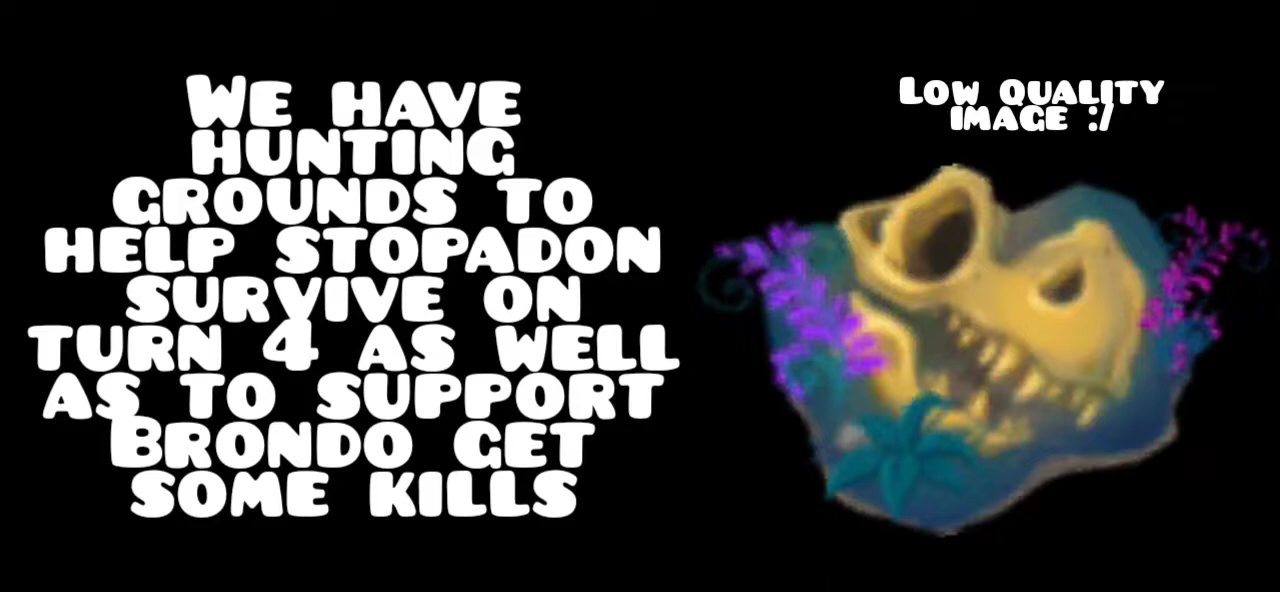 We have
hunting
grounds to
help Stopadon
survive on
turn 4 as well
as to support
Brondo get
some kills
Low quality
image :/